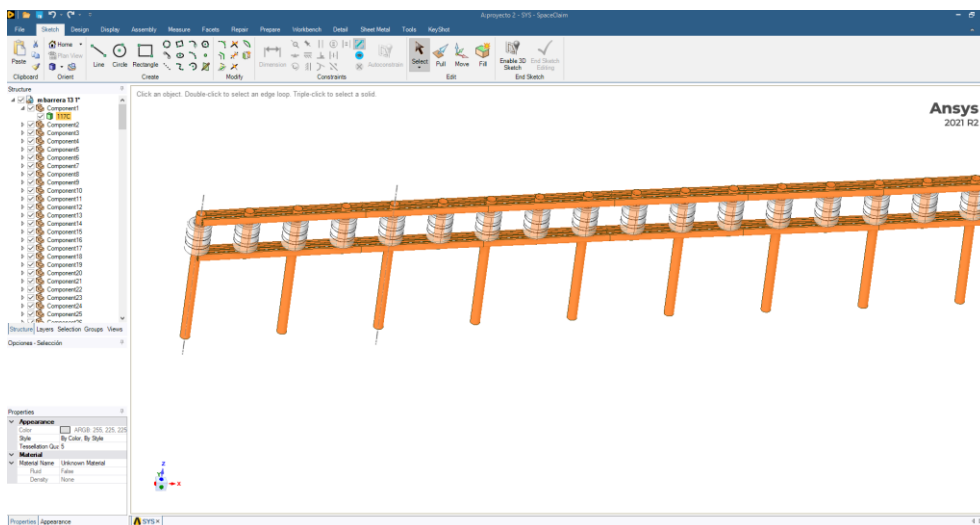 A:proyecto 2 - SYS - SpaceClaim
File Sketch Design Display Assembly Measure Facets Repair Prepare Workbench Detail Sheet Metal Tools KeyShot
Paste
Home
Plan View
Line Circle Rectangle
Dimension
Autoconstrain
Select Pull Move Fill
Enable 3D Sketch
End Sketch Editing
Clipboard Orient Create Modify Constraints Edit End Sketch
Structure
m barrera 13 1*
Component1
117C
Component2
Component3
Component4
Component5
Component6
Component7
Component8
Component9
Component10
Component11
Component12
Component13
Component14
Component15
Component16
Component17
Component18
Component19
Component20
Component21
Component22
Component23
Component24
Component25
Structure Layers Selection Groups Views
Opciones - Selección
Properties
Appearance
Color ARGB: 255, 225, 225
Style By Color, By Style
Tessellation Qua: 5
Material
Material Name Unknown Material
Fluid False
Density None
Properties Appearance
Click an object. Double-click to select an edge loop. Triple-click to select a solid.
Ansys
2021 R2
Z
Y
X
SYS ×